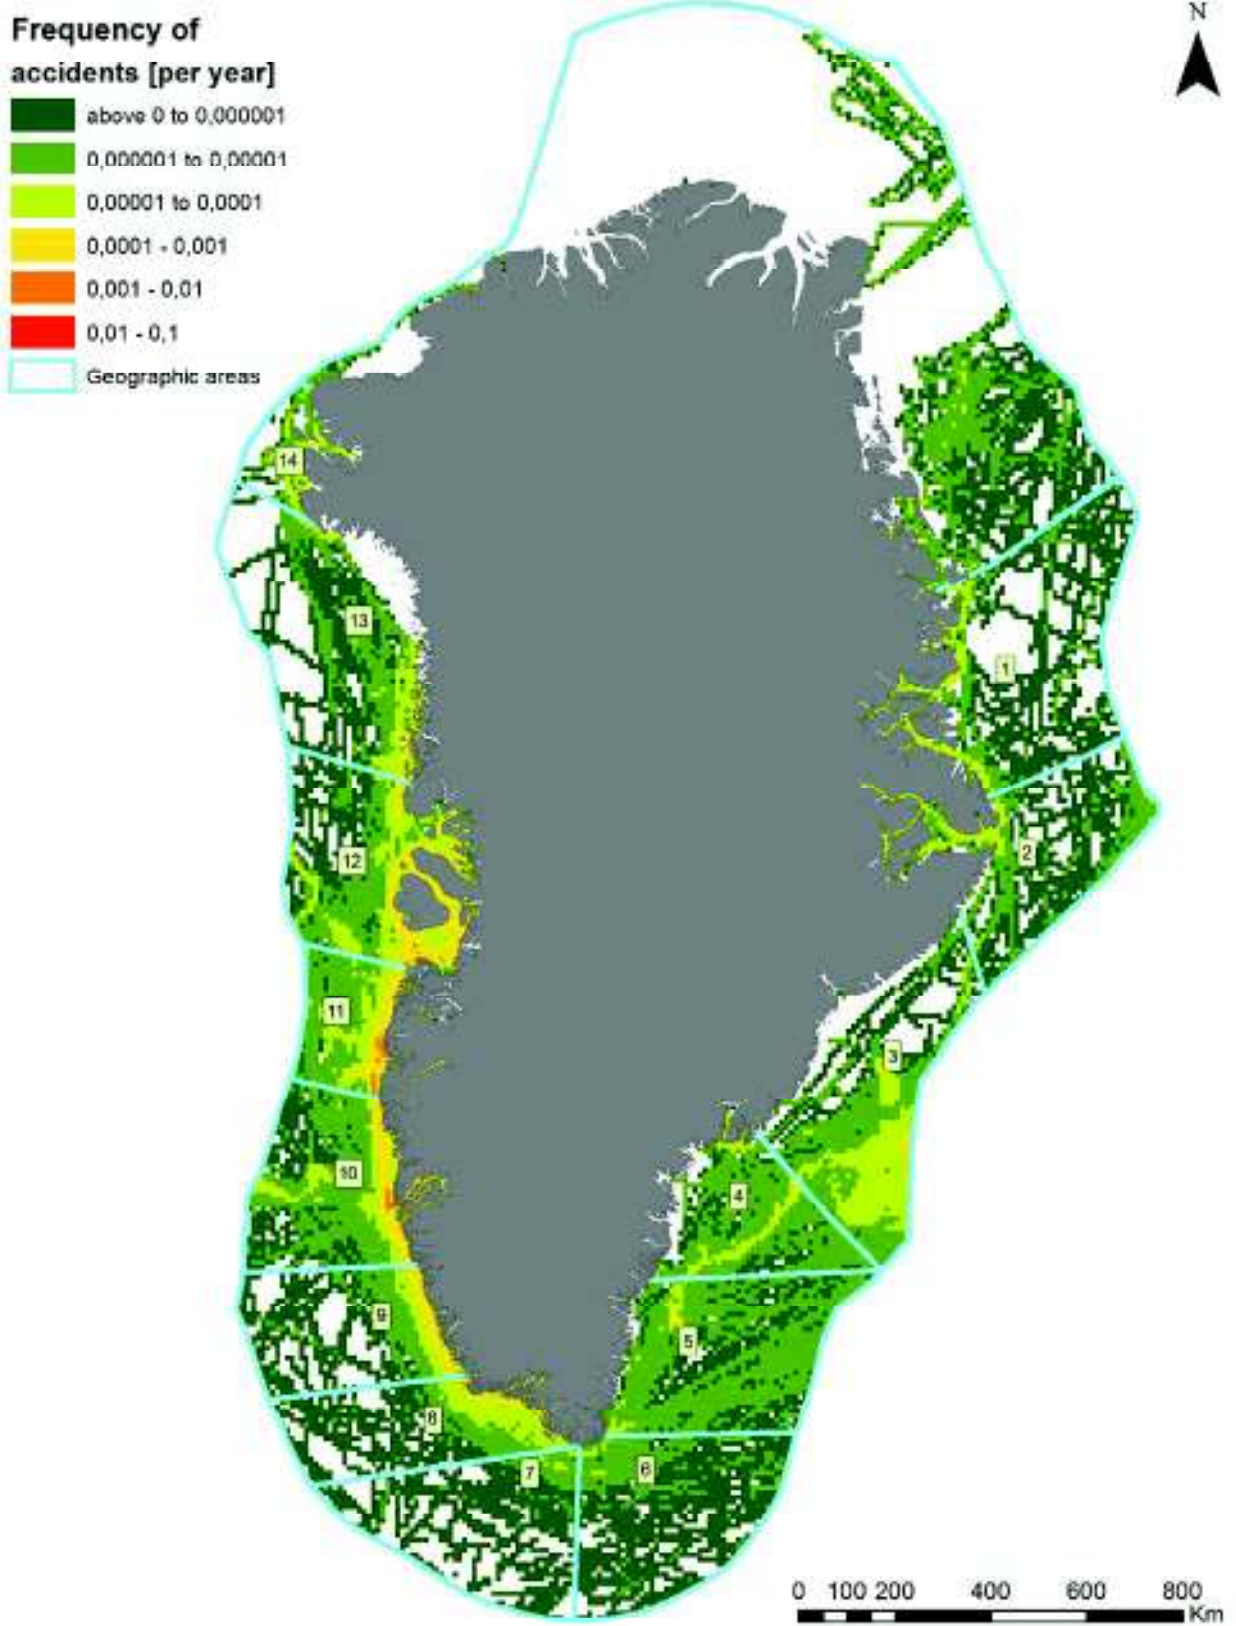 Frequency of
accidents [per year]
above 0 to 0,000001
0,000001 to 0,00001
0,00001 to 0,0001
0,0001 - 0,001
0,001 - 0,01
0,01 - 0,1
Geographic areas
N
14
13
1
12
2
11
3
10
4
9
5
8
7
6
0 100 200 400 600 800
Km